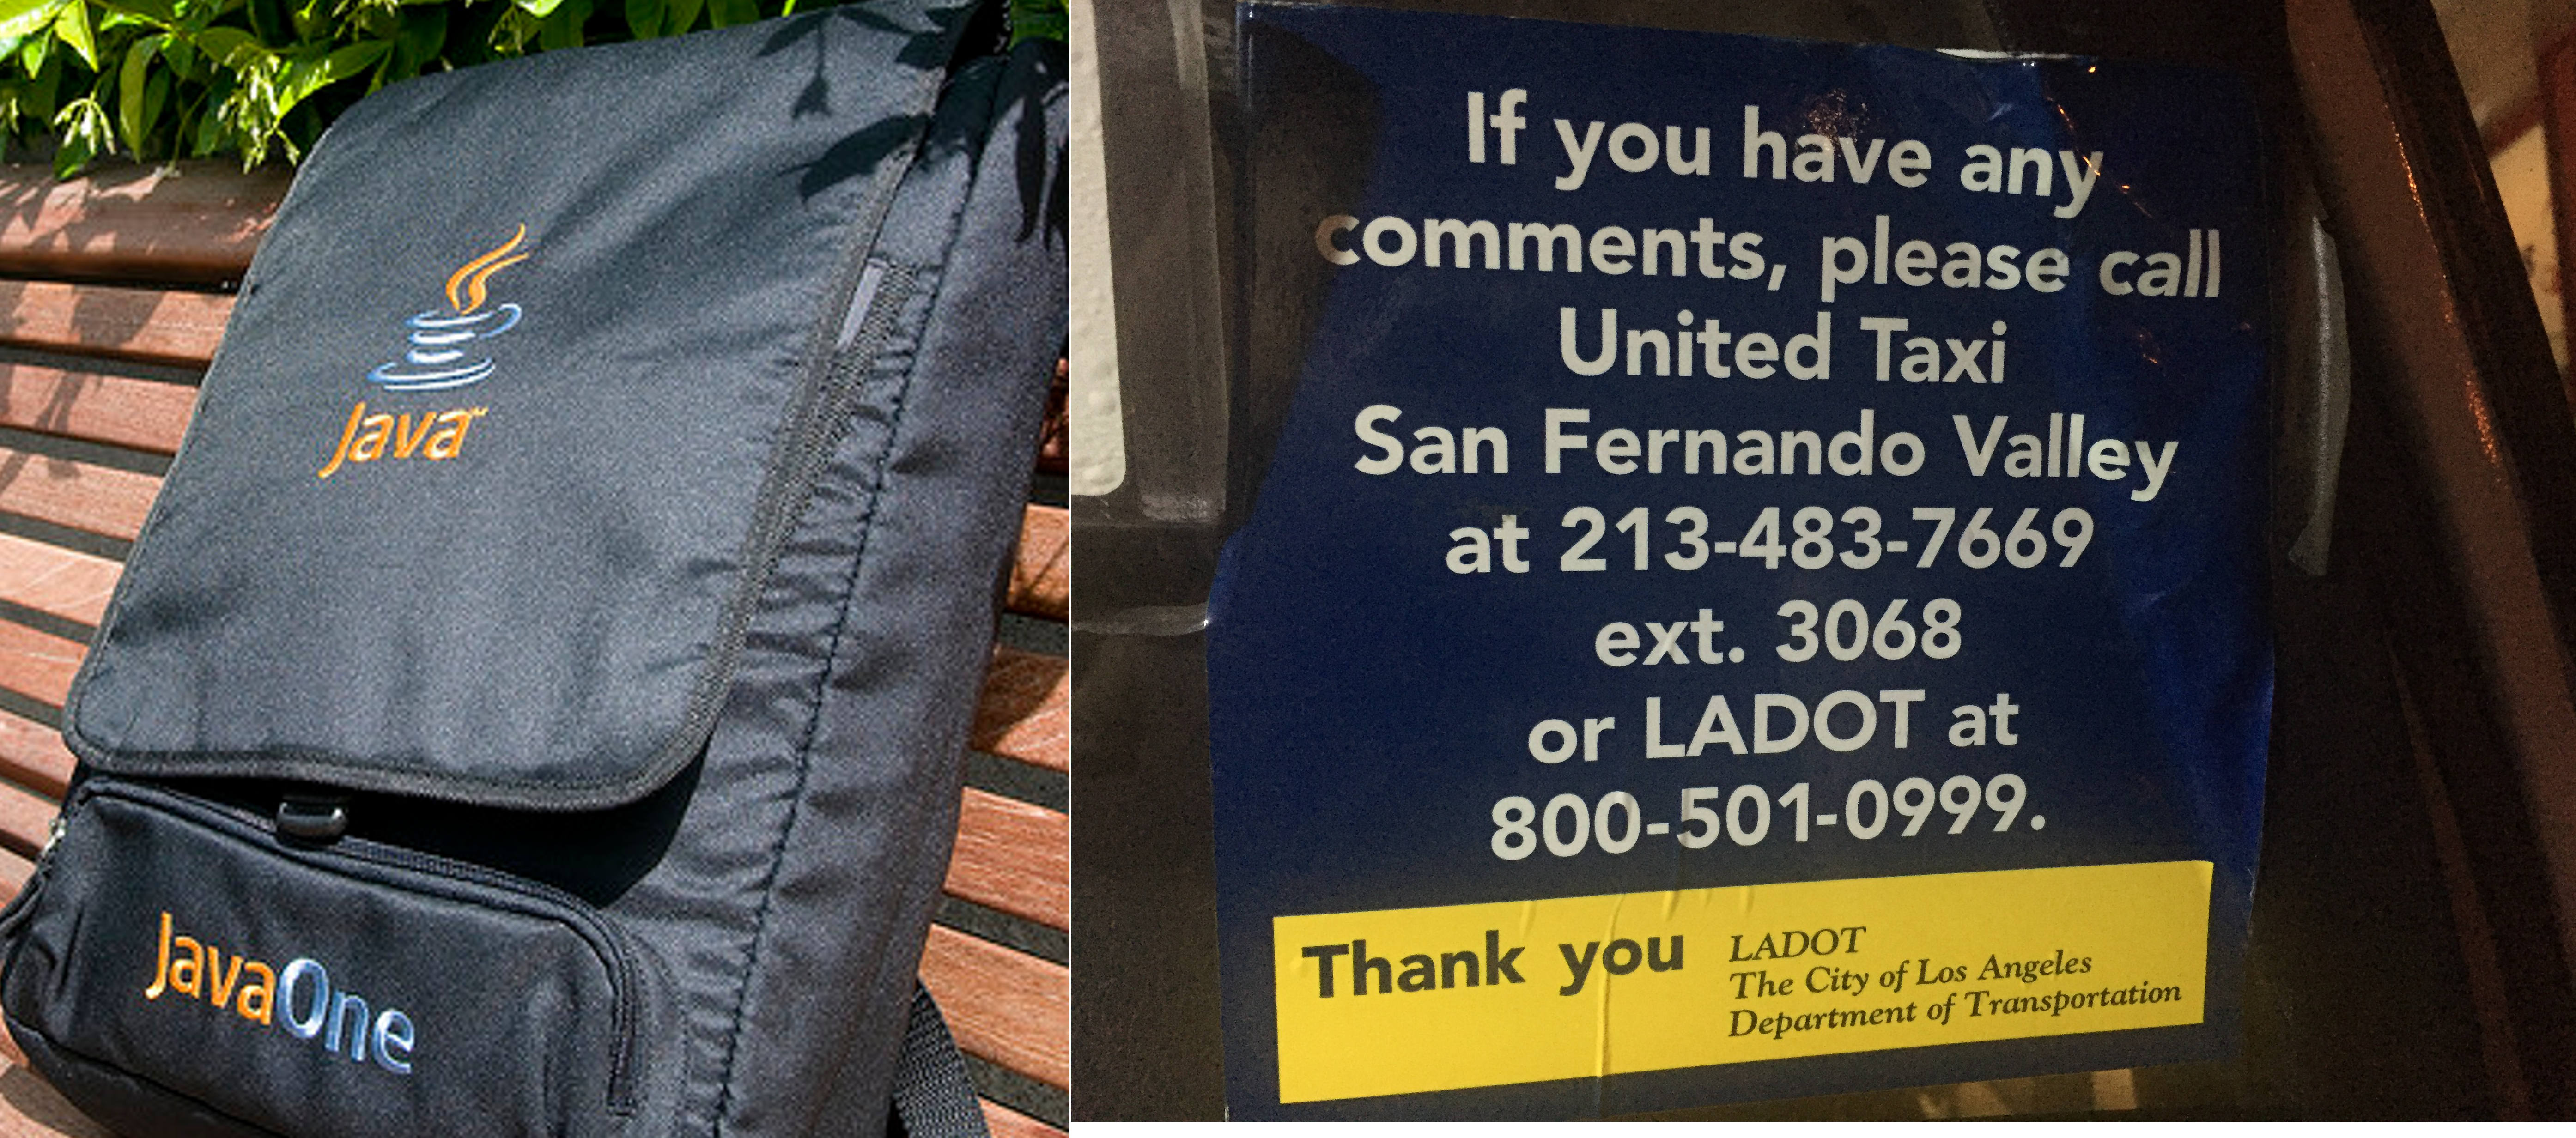 Java™
JavaOne
If you have any
comments, please call
United Taxi
San Fernando Valley
at 213-483-7669
ext. 3068
or LADOT at
800-501-0999.
Thank you
LADOT
The City of Los Angeles
Department of Transportation